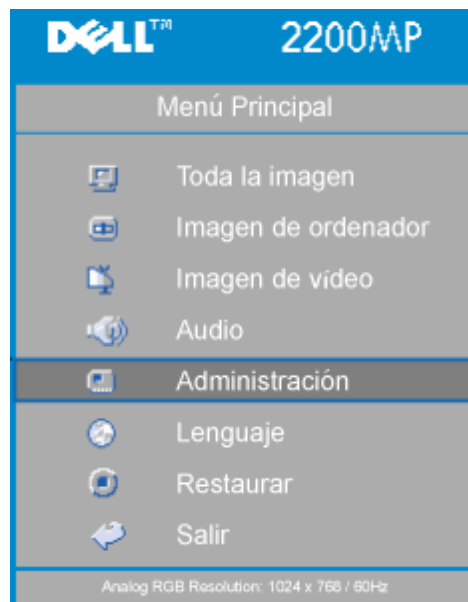 DELL™ 2200MP
Menú Principal
Toda la imagen
Imagen de ordenador
Imagen de vídeo
Audio
Administración
Lenguaje
Restaurar
Salir
Analog RGB Resolution: 1024 x 768 / 60Hz